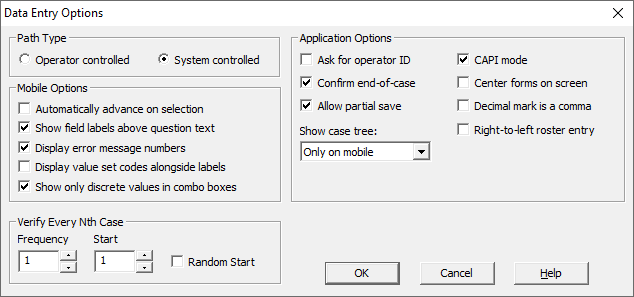 Data Entry Options
Path Type
Operator controlled
System controlled
Mobile Options
Automatically advance on selection
Show field labels above question text
Display error message numbers
Display value set codes alongside labels
Show only discrete values in combo boxes
Verify Every Nth Case
Frequency Start
1 1 Random Start
Application Options
Ask for operator ID
CAPI mode
Confirm end-of-case
Center forms on screen
Allow partial save
Decimal mark is a comma
Show case tree:
Right-to-left roster entry
Only on mobile
OK
Cancel
Help